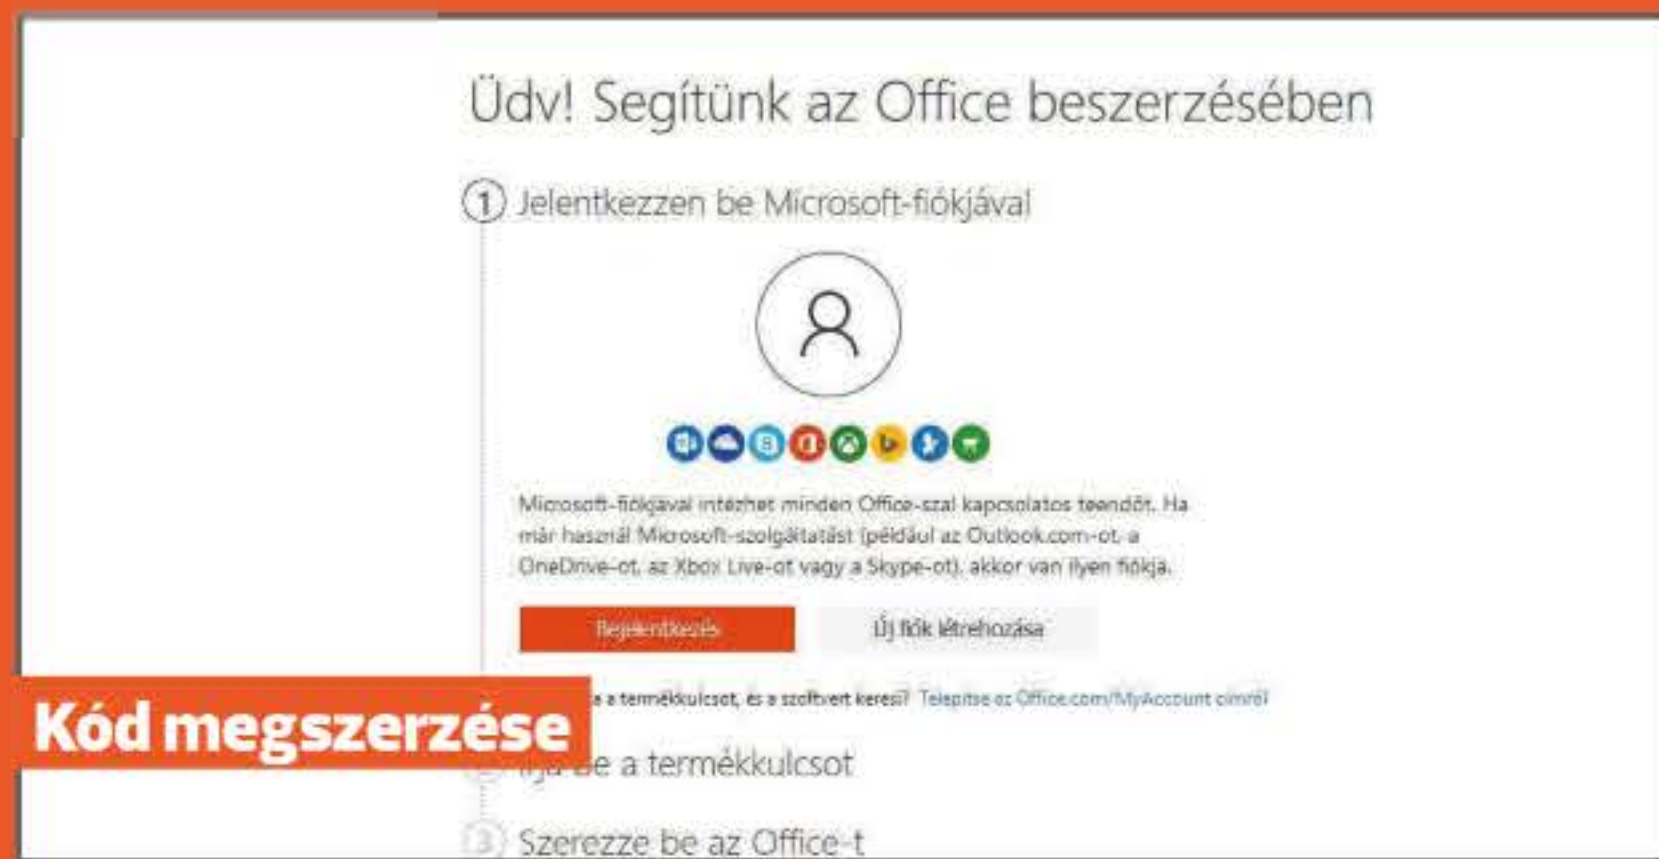 Üdv! Segítünk az Office beszerzésében
1 Jelentkezzen be Microsoft-fiókjával
Microsoft-fiókjával intézhet minden Office-szal kapcsolatos teendőt. Ha
már használ Microsoft-szolgáltatást (például az Outlook.com-ot, a
OneDrive-ot, az Xbox Live-ot vagy a Skype-ot), akkor van ilyen fiókja.
Bejelentkezés
Új fiók létrehozása
a termékkulcsot, és a szoftvert keresi? Telepítse az Office.com/MyAccount címről
Kód megszerzése
be a termékkulcsot
3 Szerezze be az Office-t